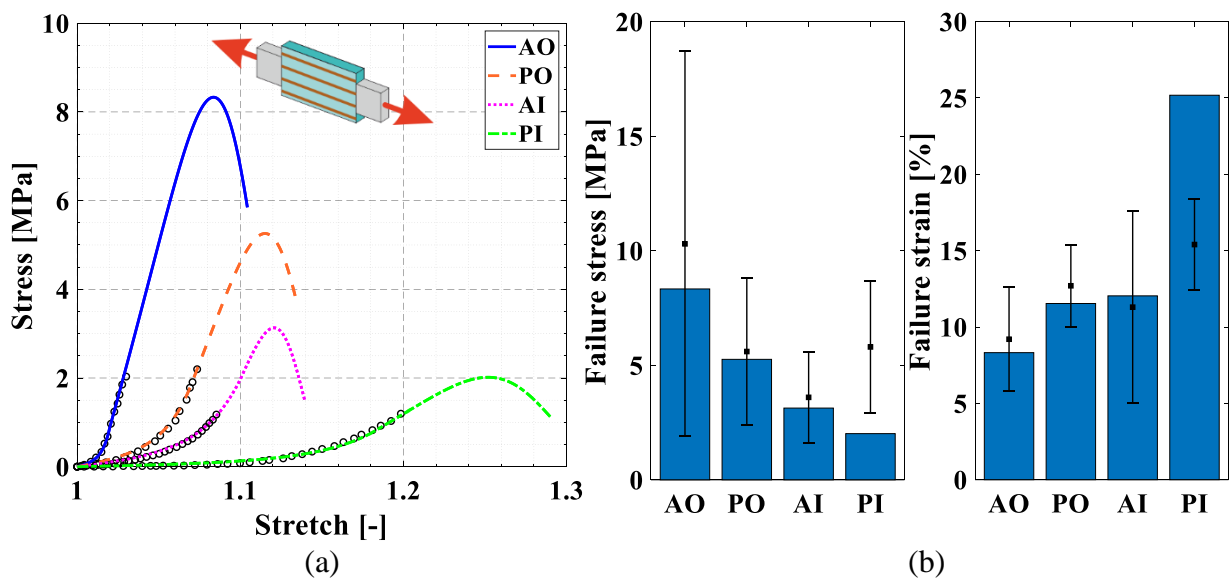 10
8
6
4
2
0
Stress [MPa]
1
1.1
1.2
1.3
Stretch [-]
AO
PO
AI
PI
(a)
20
15
10
5
0
Failure stress [MPa]
AO
PO
AI
PI
30
25
20
15
10
5
0
Failure strain [%]
AO
PO
AI
PI
(b)